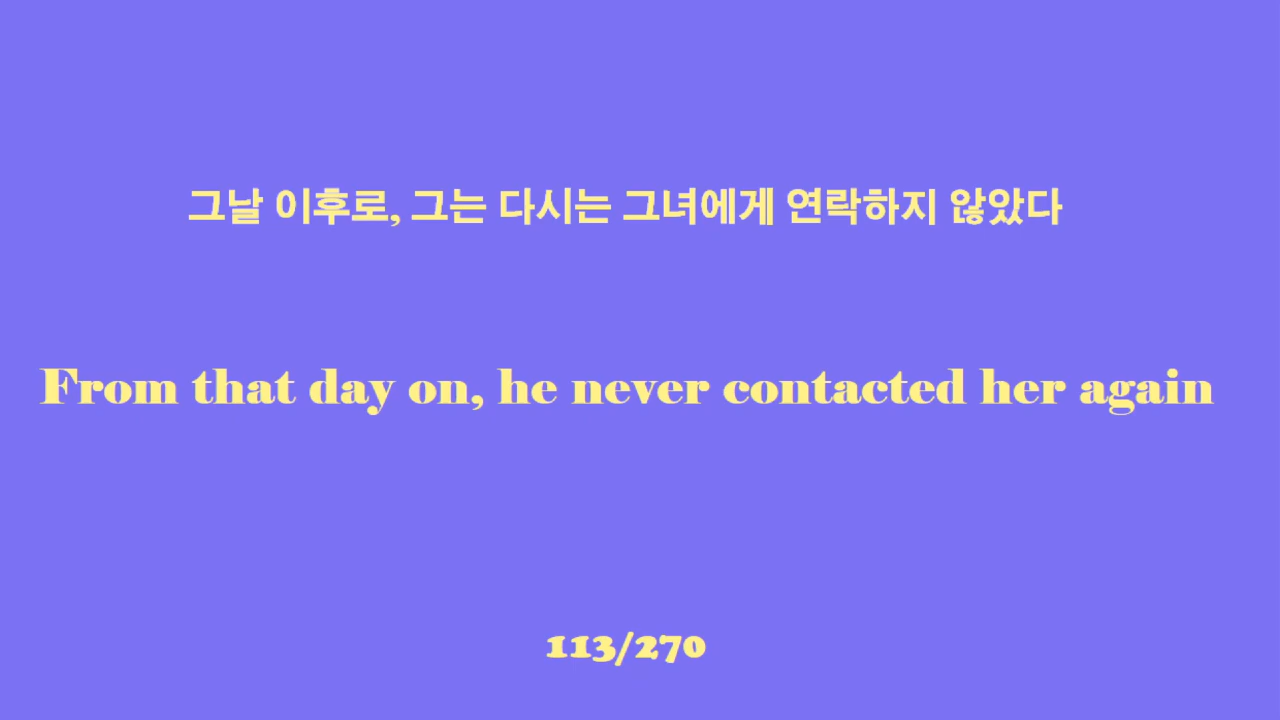 그날 이후로, 그는 다시는 그녀에게 연락하지 않았다
From that day on, he never contacted her again
113/270